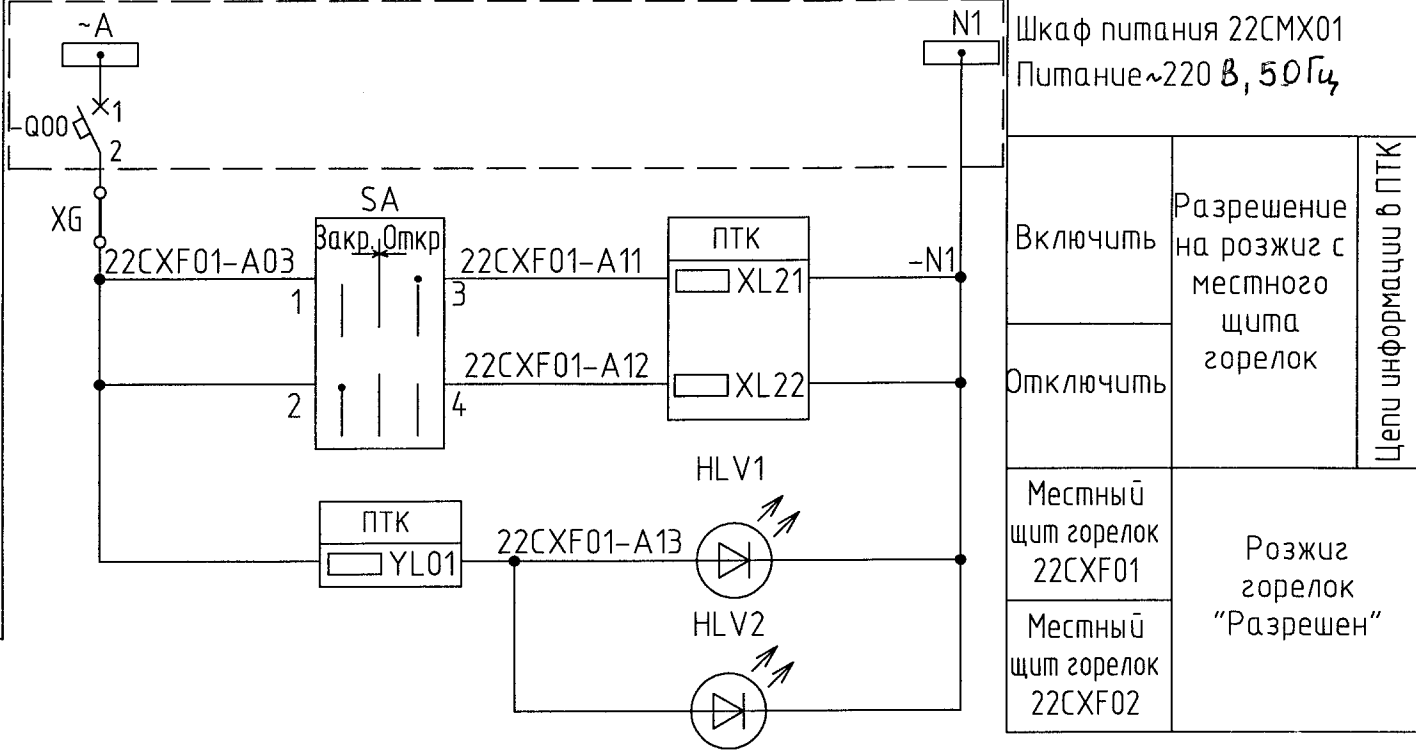 ~A
N1
Шкаф питания 22CMX01
Питание~220 В, 50Гц
1
-Q00
2
XG
SA
Закр. Откр
22CXF01-A03
1
3
22CXF01-A11
ПТК
XL21
-N1
2
4
22CXF01-A12
XL22
ПТК
YL01
22CXF01-A13
HLV1
HLV2
Включить
Отключить
Разрешение
на розжиг с
местного
щита
горелок
Цепи информации в ПТК
Местный
щит горелок
22CXF01
Местный
щит горелок
22CXF02
Розжиг
горелок
"Разрешен"